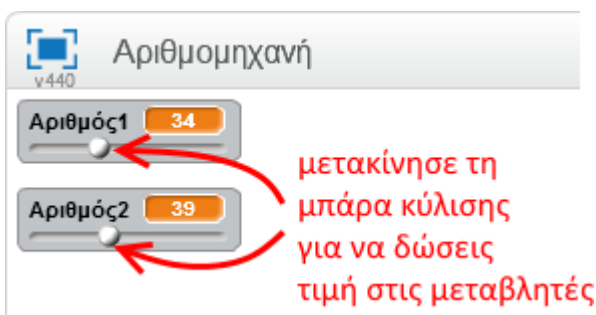 Αριθμομηχανή
v440
Αριθμός1 34
Αριθμός2 39
μετακίνησε τη
μπάρα κύλισης
για να δώσεις
τιμή στις μεταβλητές